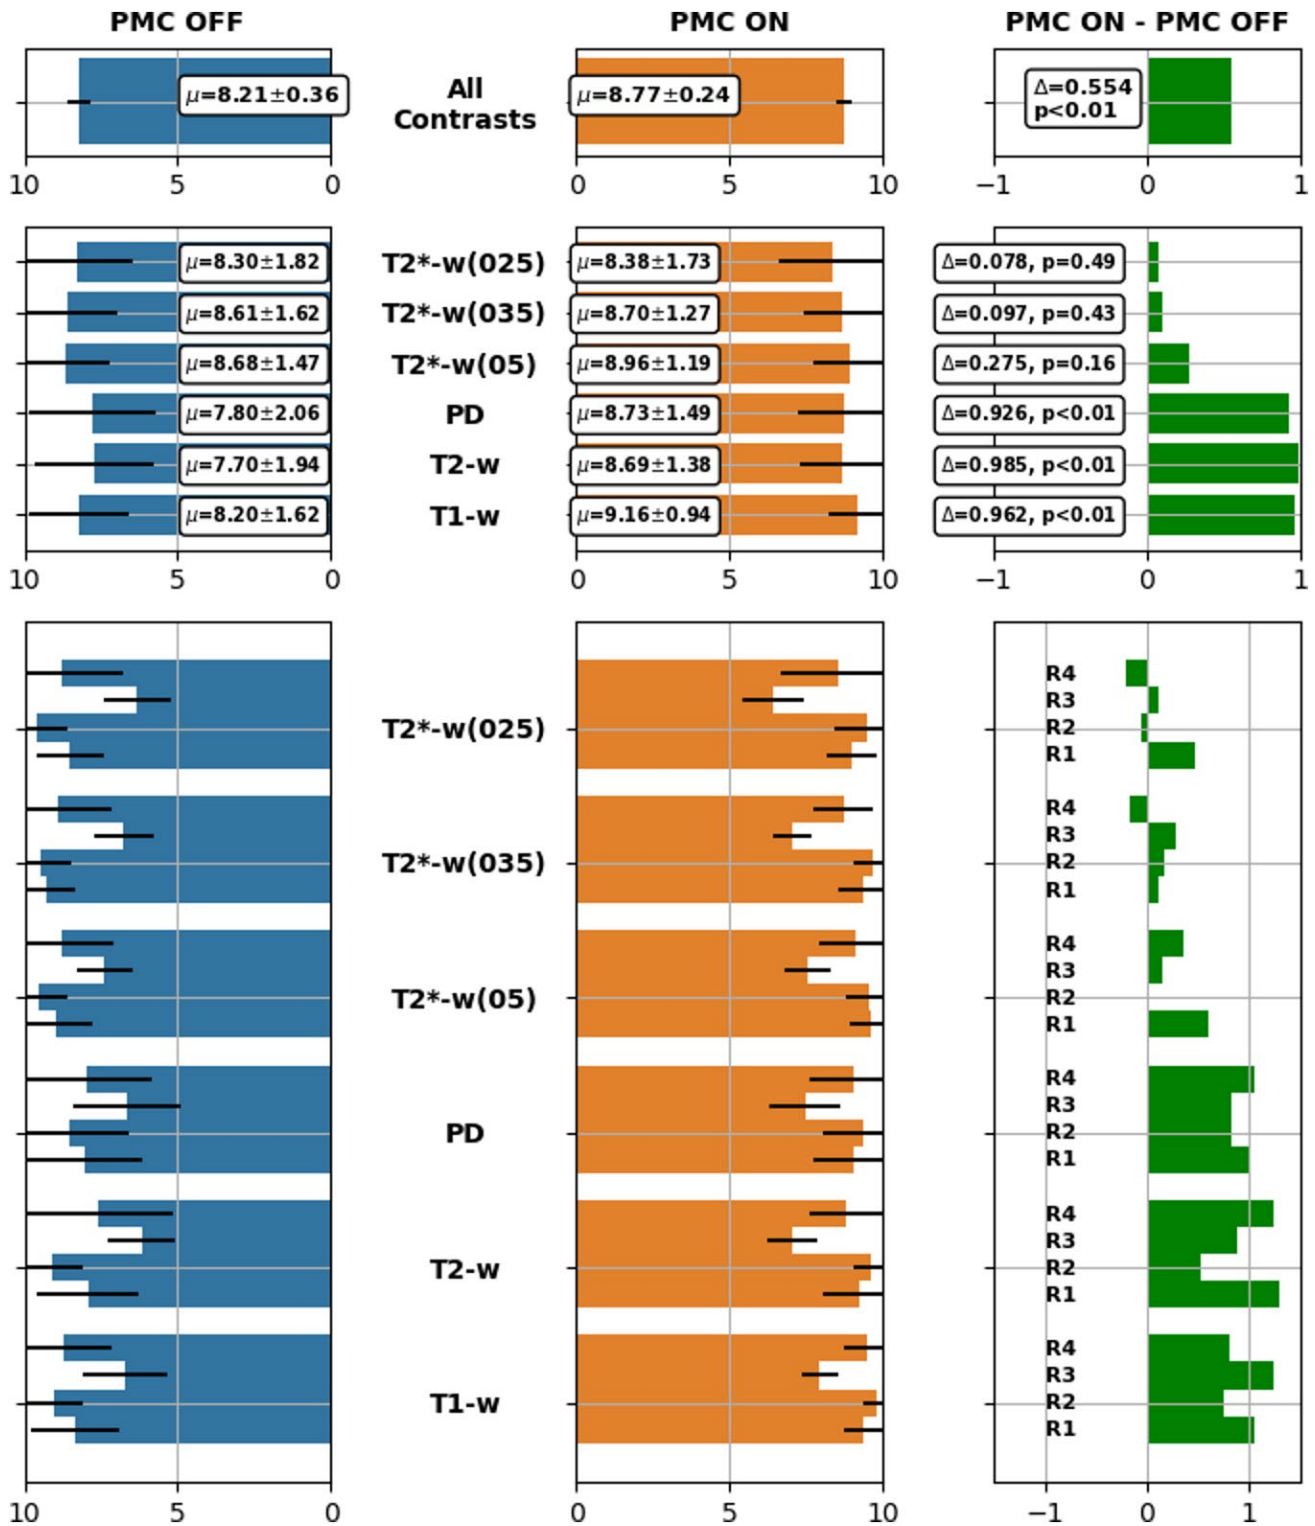 PMC OFF PMC ON PMC ON - PMC OFF
μ=8.21±0.36 All Contrasts μ=8.77±0.24 Δ=0.554 p<0.01
10 5 0 0 5 10 −1 0 1
μ=8.30±1.82 T2*-w(025) μ=8.38±1.73 Δ=0.078, p=0.49
μ=8.61±1.62 T2*-w(035) μ=8.70±1.27 Δ=0.097, p=0.43
μ=8.68±1.47 T2*-w(05) μ=8.96±1.19 Δ=0.275, p=0.16
μ=7.80±2.06 PD μ=8.73±1.49 Δ=0.926, p<0.01
μ=7.70±1.94 T2-w μ=8.69±1.38 Δ=0.985, p<0.01
μ=8.20±1.62 T1-w μ=9.16±0.94 Δ=0.962, p<0.01
10 5 0 0 5 10 −1 0 1
R4
R3
T2*-w(025) R2
R1
R4
R3
T2*-w(035) R2
R1
R4
R3
T2*-w(05) R2
R1
R4
R3
PD R2
R1
R4
R3
T2-w R2
R1
R4
R3
T1-w R2
R1
10 5 0 0 5 10 −1 0 1